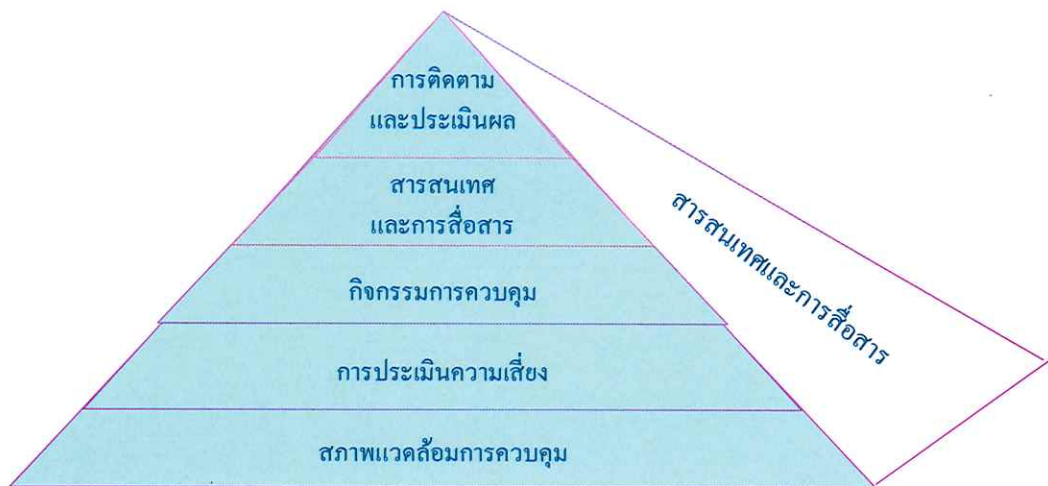 การติดตาม
และประเมินผล
สารสนเทศ
และการสื่อสาร
กิจกรรมการควบคุม
การประเมินความเสี่ยง
สภาพแวดล้อมการควบคุม
สารสนเทศและการสื่อสาร